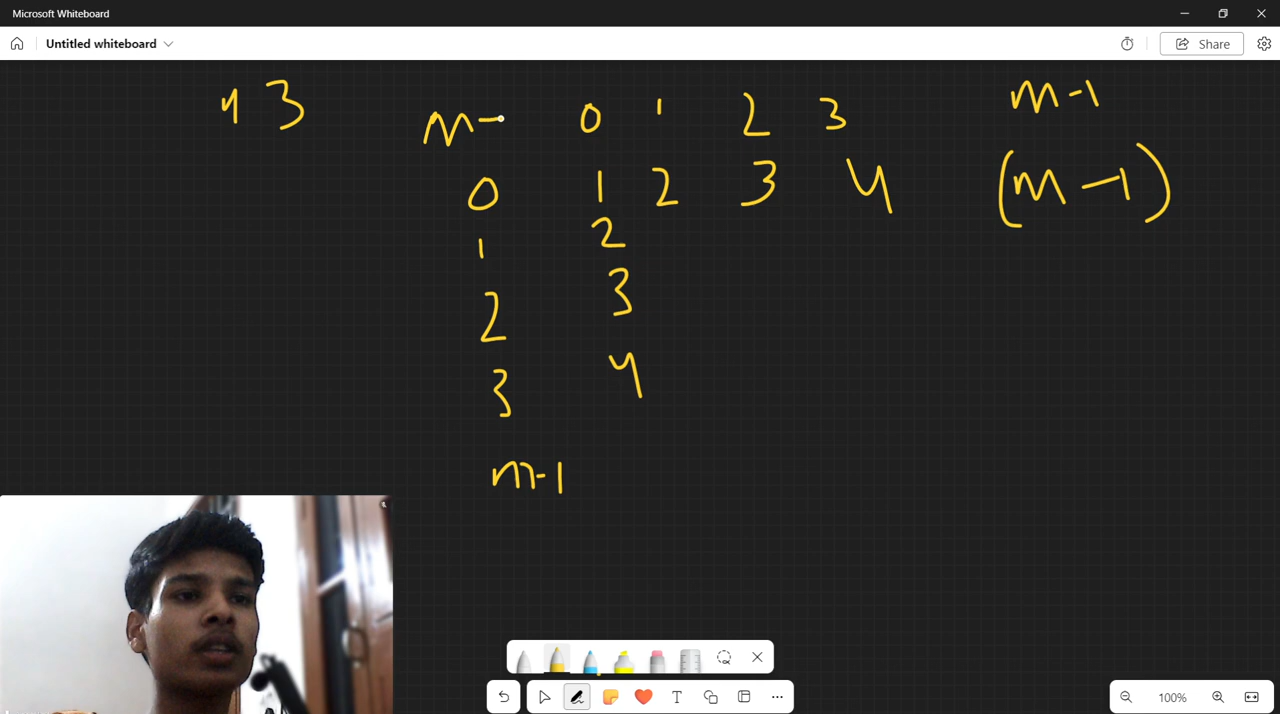 Microsoft Whiteboard
Untitled whiteboard
Share
4 3
m- 0 1 2 3
m-1
0 1 2 3 4
(m-1)
1 2
2 3
3 4
m-1
100%